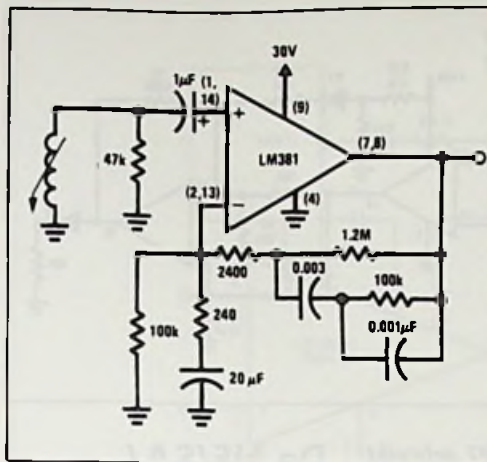 30V
1µF
(1,
14)
(9)
+
+
47k
LM381
(7,8)
(2,13)
−
(4)
2400
1.2M
0.003
100k
240
100k
0.001µF
20 µF